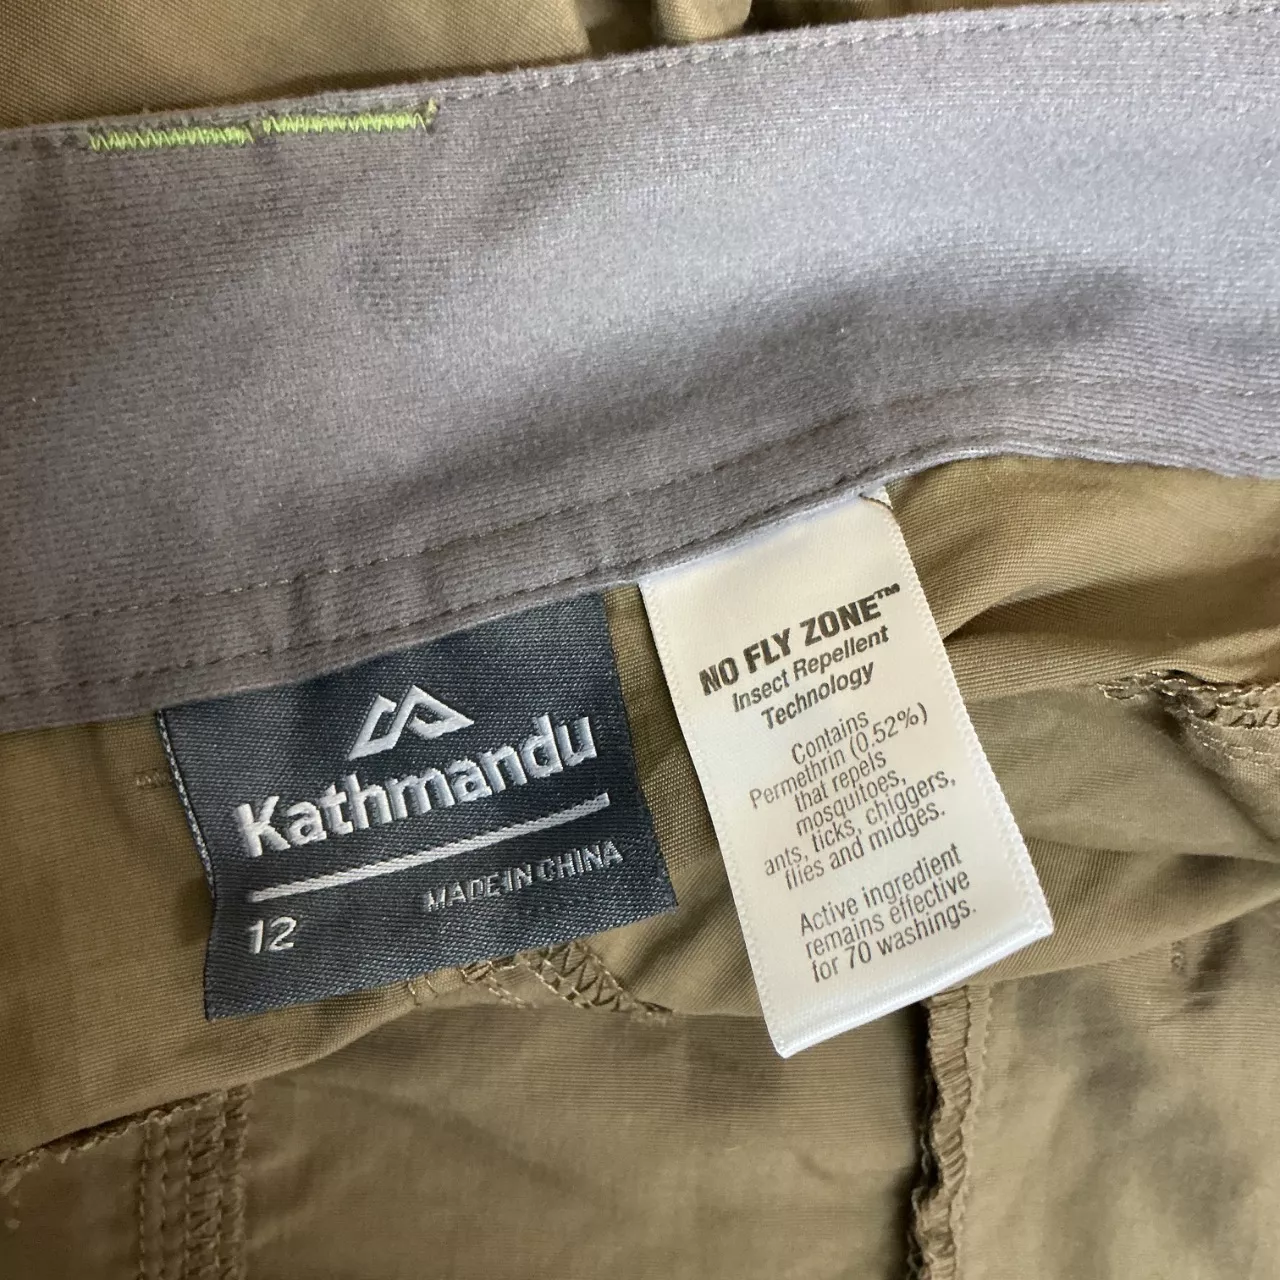 Kathmandu
MADE IN CHINA
12
NO FLY ZONE™
Insect Repellent
Technology
Contains
Permethrin (0.52%)
that repels
mosquitoes,
ants, ticks, chiggers,
flies and midges.
Active ingredient
remains effective
for 70 washings.